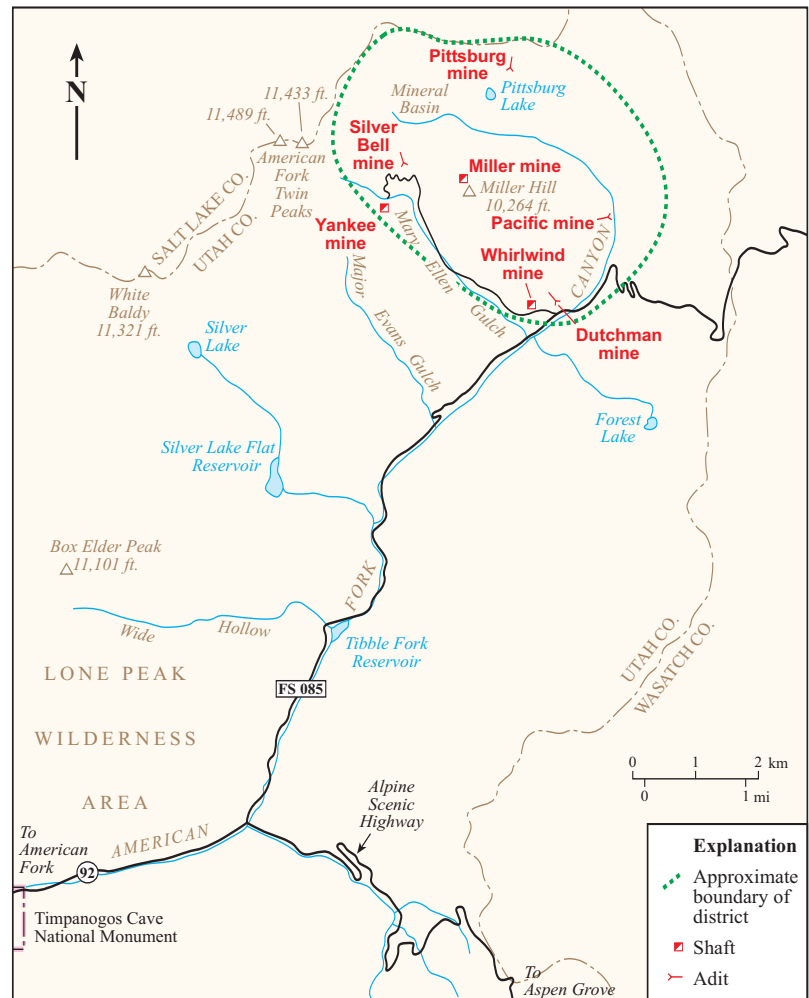 Pittsburg
mine
Pittsburg
Lake
Mineral
Basin
11,433 ft.
11,489 ft.
American
Fork
Twin
Peaks
Silver
Bell
mine
Miller mine
Miller Hill
10,264 ft.
N
SALT LAKE CO.
UTAH CO.
Yankee
mine
Mary
Ellen
Gulch
Pacific mine
CANYON
Whirlwind
mine
Dutchman
mine
White
Baldy
11,321 ft.
Major
Evans
Gulch
Silver
Lake
Forest
Lake
Silver Lake Flat
Reservoir
Box Elder Peak
11,101 ft.
FORK
Wide
Hollow
Tibble Fork
Reservoir
UTAH CO.
WASATCH CO.
LONE PEAK
WILDERNESS
AREA
FS 085
0 1 2 km
0 1 mi
Alpine
Scenic
Highway
To
American
Fork
AMERICAN
92
Timpanogos Cave
National Monument
To
Aspen Grove
Explanation
Approximate
boundary of
district
Shaft
Adit